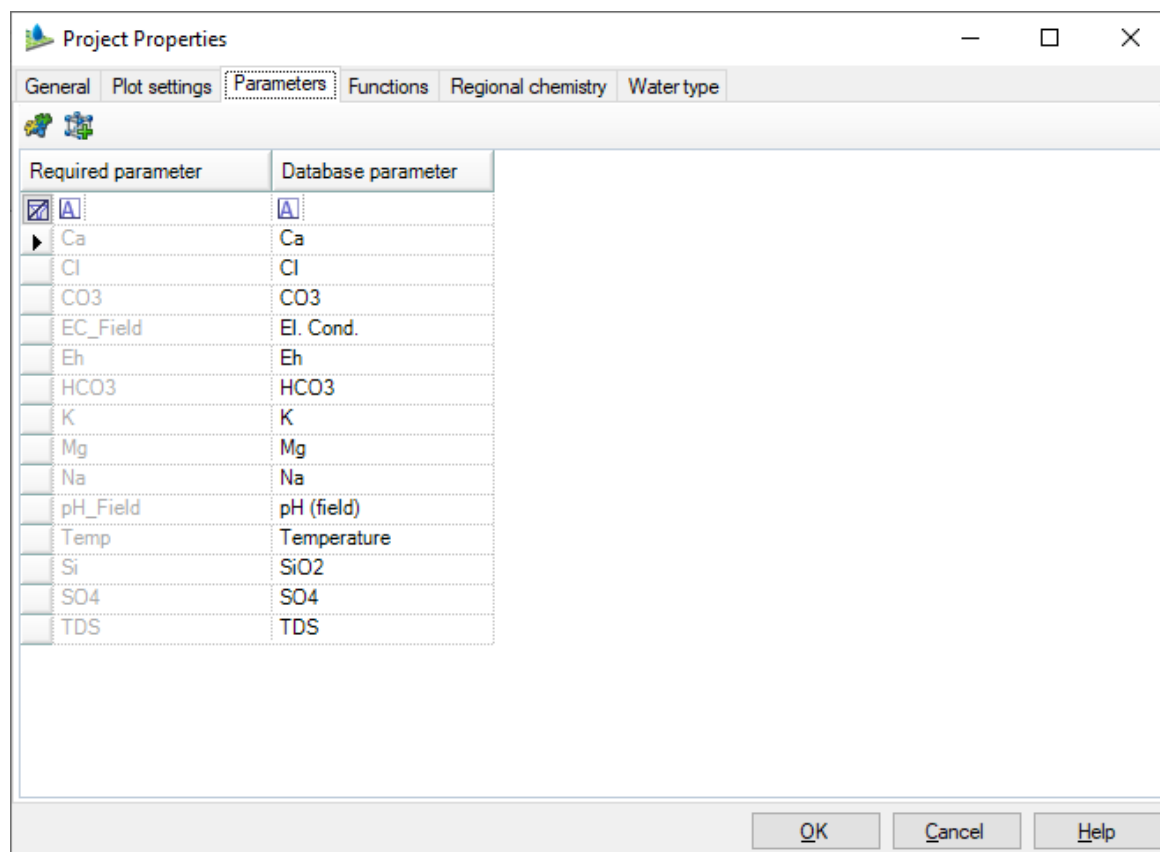 Project Properties
General Plot settings Parameters Functions Regional chemistry Water type
Required parameter Database parameter
A A
Ca Ca
Cl Cl
CO3 CO3
EC_Field El. Cond.
Eh Eh
HCO3 HCO3
K K
Mg Mg
Na Na
pH_Field pH (field)
Temp Temperature
Si SiO2
SO4 SO4
TDS TDS
OK Cancel Help